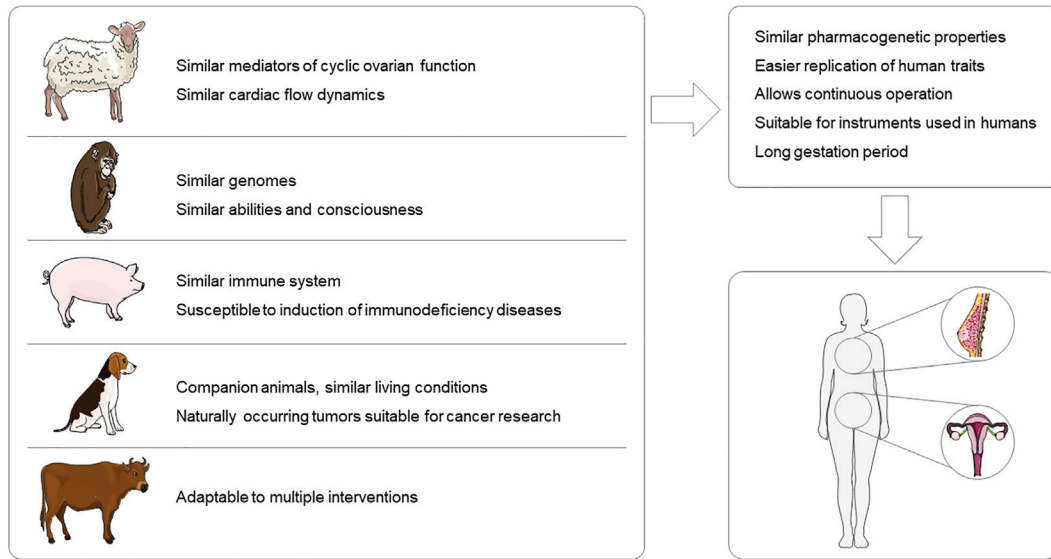 Similar mediators of cyclic ovarian function
Similar cardiac flow dynamics
Similar genomes
Similar abilities and consciousness
Similar immune system
Susceptible to induction of immunodeficiency diseases
Companion animals, similar living conditions
Naturally occurring tumors suitable for cancer research
Adaptable to multiple interventions
Similar pharmacogenetic properties
Easier replication of human traits
Allows continuous operation
Suitable for instruments used in humans
Long gestation period